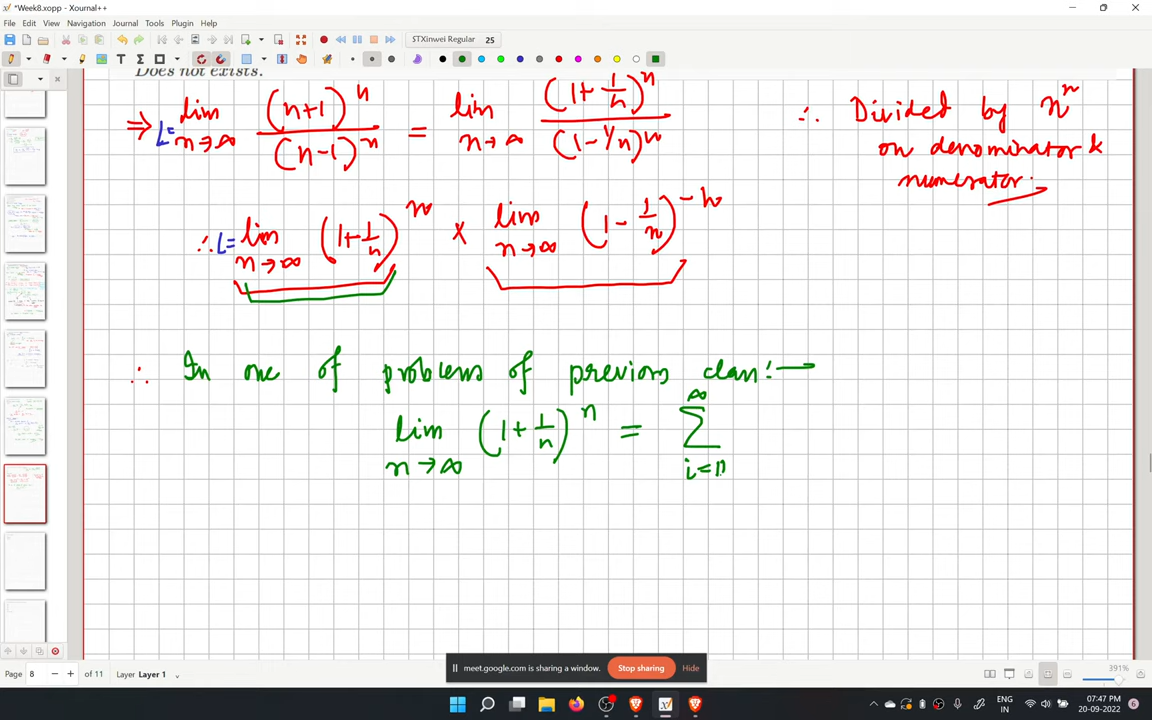 *Week8.xopp - Xournal++
File Edit View Navigation Journal Tools Plugin Help
STXinwei Regular 25
Does not exists.
⇒ L= lim n→∞ (n+1)^n / (n-1)^n = lim n→∞ (1+1/n)^n / (1-1/n)^n ∴ Divided by n^n
on denominator &
numerator.
∴ L= lim n→∞ (1+1/n)^n × lim n→∞ (1-1/n)^-n
∴ In one of problems of previous class:→
lim n→∞ (1+1/n)^n = ∑ ∞ i=
meet.google.com is sharing a window. Stop sharing Hide
Page 8 of 11 Layer Layer 1 391%
ENG 07:47 PM
IN 20-09-2022 6